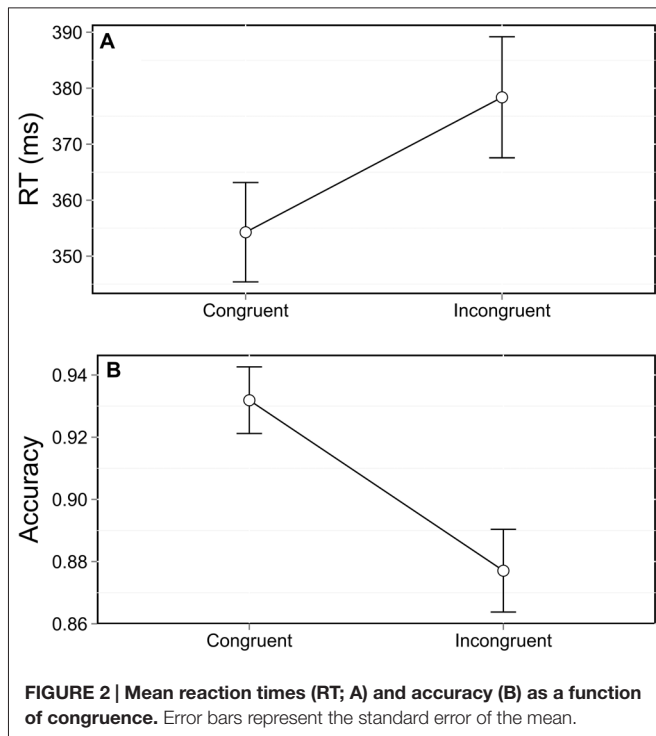 A
RT (ms)
390
380
370
360
350
Congruent Incongruent
B
Accuracy
0.94
0.92
0.90
0.88
0.86
Congruent Incongruent
FIGURE 2 | Mean reaction times (RT; A) and accuracy (B) as a function
of congruence. Error bars represent the standard error of the mean.